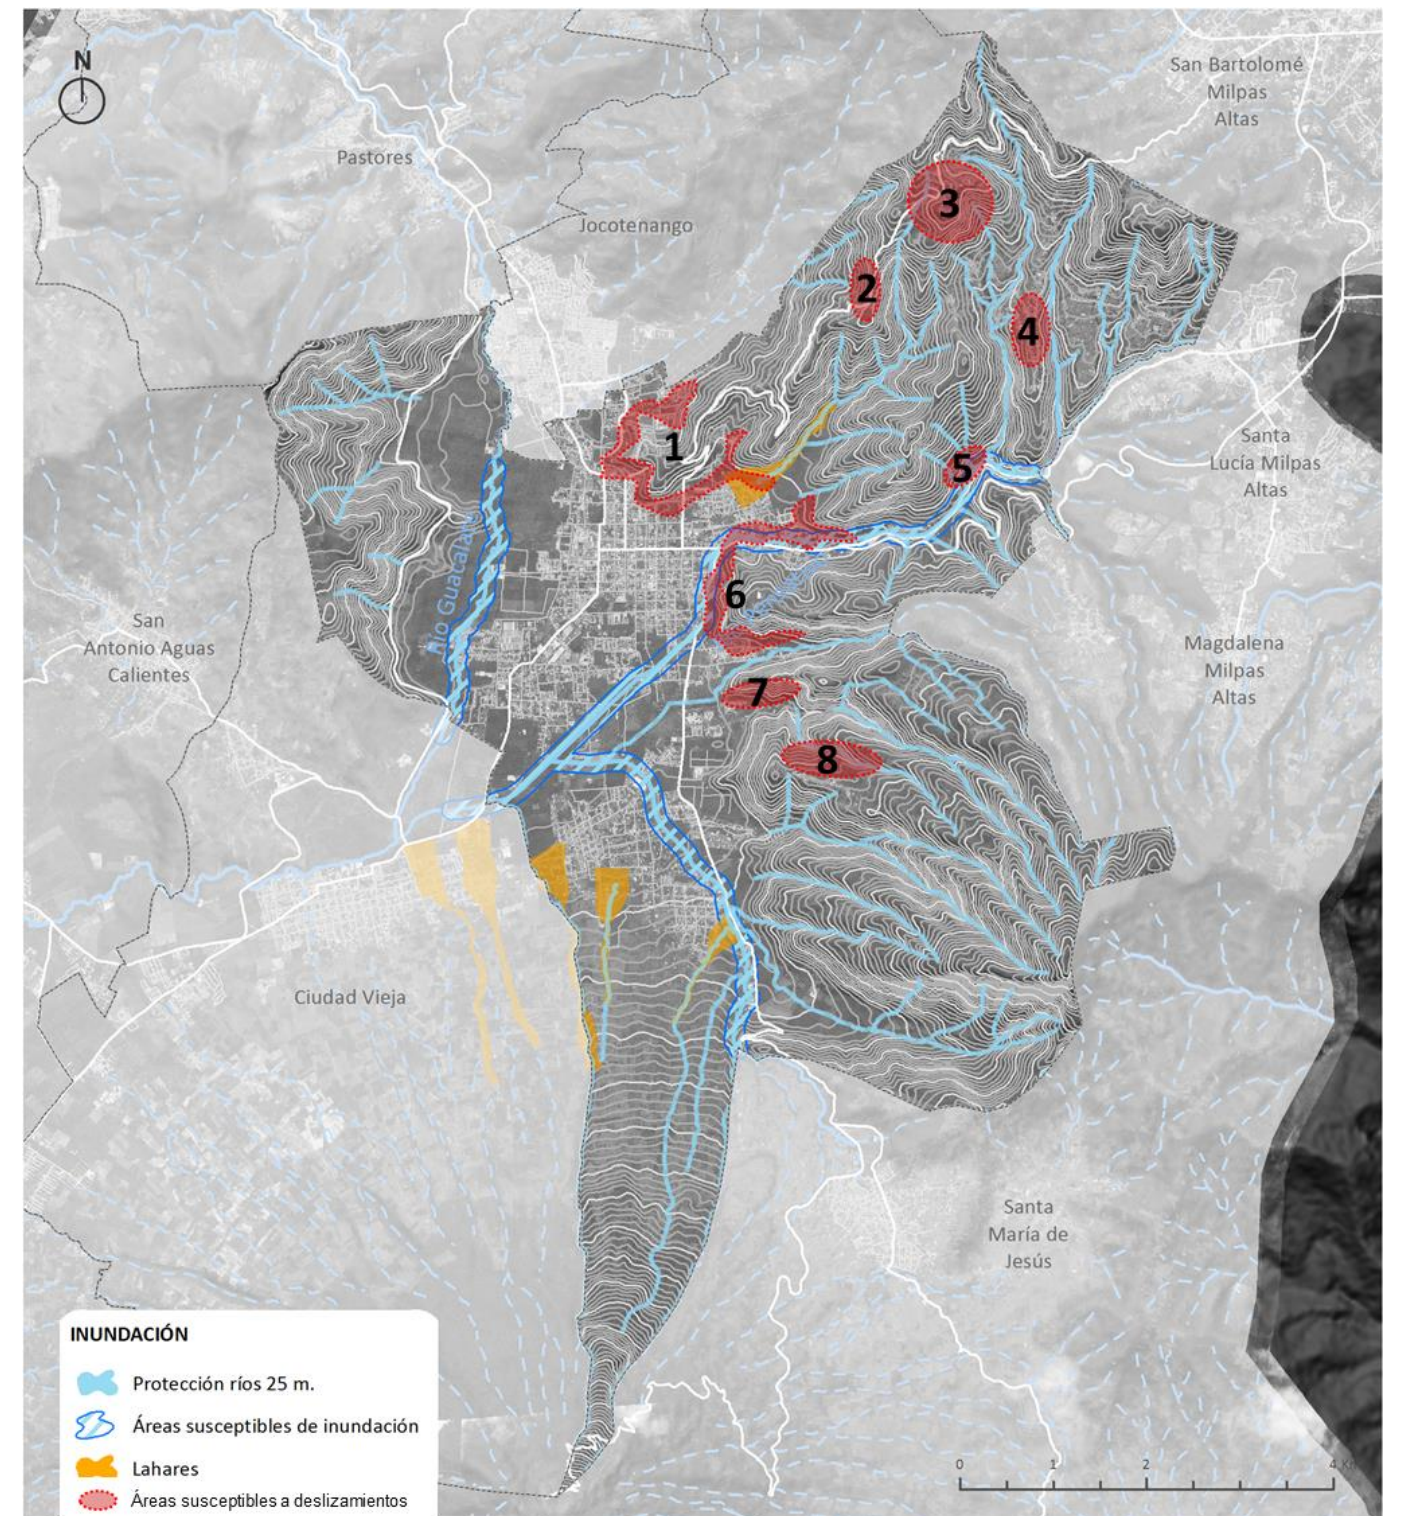 N
San Bartolomé
Milpas
Altas
Pastores
Jocotenango
3
2
4
Santa
Lucía Milpas
Altas
1
5
Río Guacalate
6
San
Antonio Aguas
Calientes
Magdalena
Milpas
Altas
7
8
Ciudad Vieja
Santa
María de
Jesús
INUNDACIÓN
Protección ríos 25 m.
Áreas susceptibles de inundación
Lahares
Áreas susceptibles a deslizamientos
0 1 2 4 Km